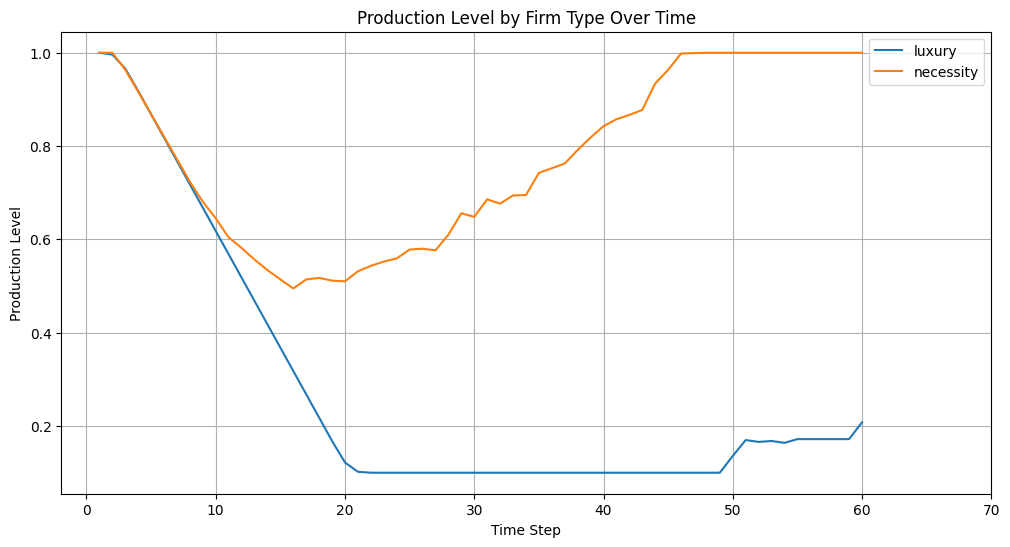 Production Level by Firm Type Over Time
luxury
necessity
Production Level
1.0
0.8
0.6
0.4
0.2
0 10 20 30 40 50 60 70
Time Step